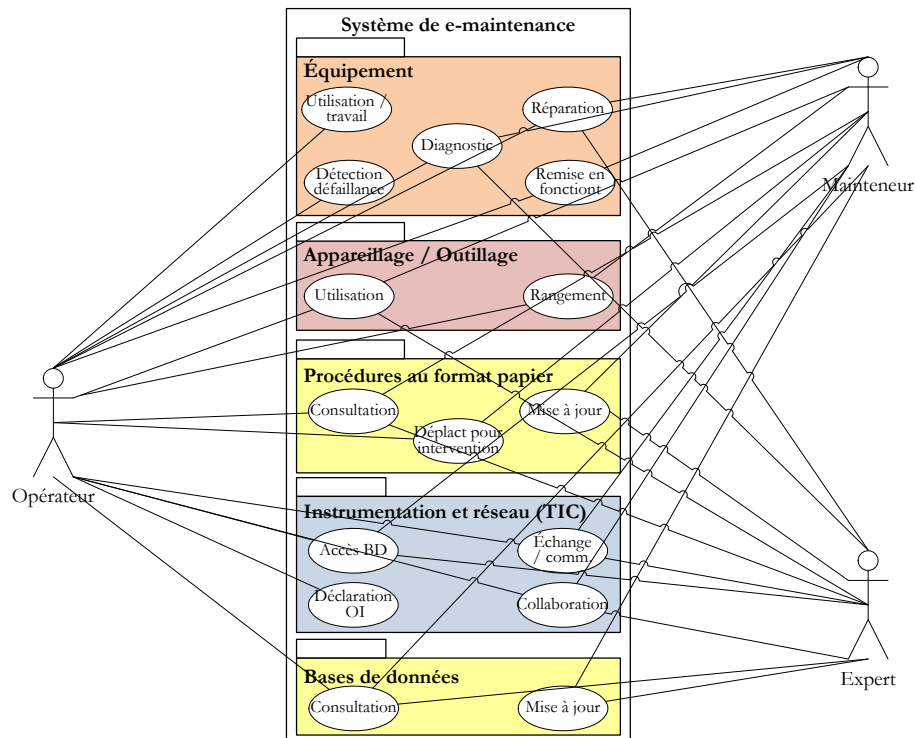 Système de e-maintenance
Équipement
Utilisation /
travail
Réparation
Diagnostic
Détection
défaillance
Remise en
fonctiont
Mainteneur
Appareillage / Outillage
Utilisation
Rangement
Procédures au format papier
Consultation
Mise à jour
Déplact pour
intervention
Opérateur
Instrumentation et réseau (TIC)
Accès BD
Échange
/ comm.
Déclaration
OI
Collaboration
Expert
Bases de données
Consultation
Mise à jour